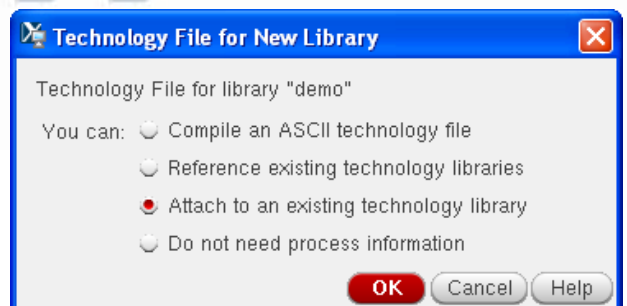 Technology File for New Library
Technology File for library "demo"
You can: Compile an ASCII technology file
Reference existing technology libraries
Attach to an existing technology library
Do not need process information
OK Cancel Help